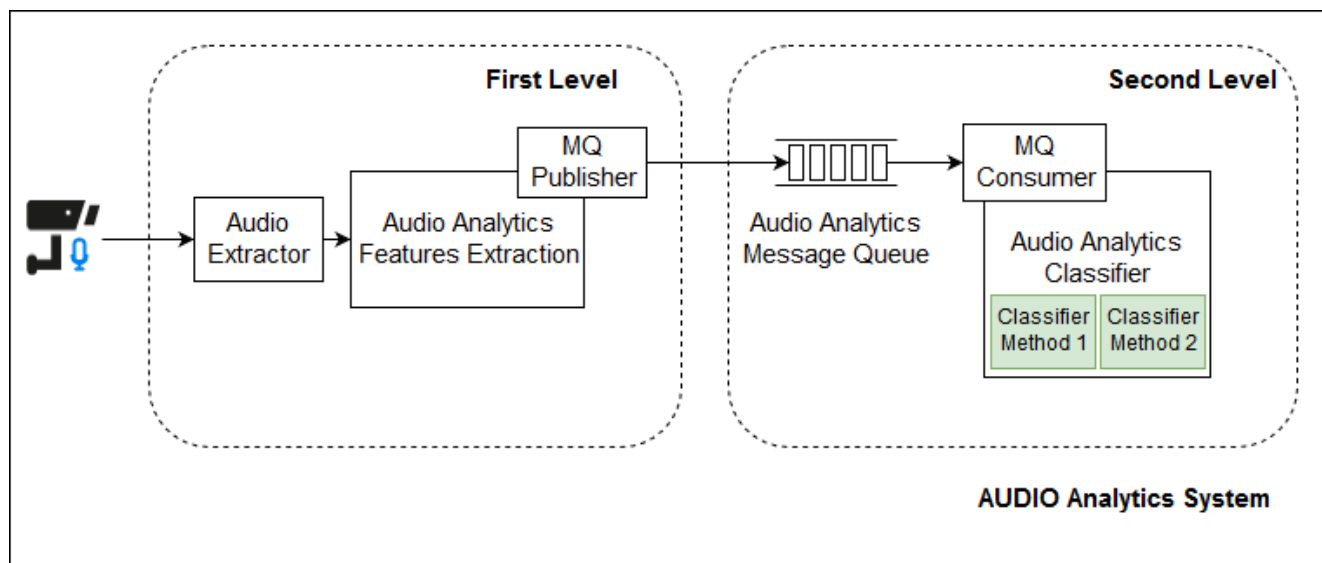 First Level
Second Level
MQ
Publisher
MQ
Consumer
Audio
Extractor
Audio Analytics
Features Extraction
Audio Analytics
Message Queue
Audio Analytics
Classifier
Classifier
Method 1
Classifier
Method 2
AUDIO Analytics System